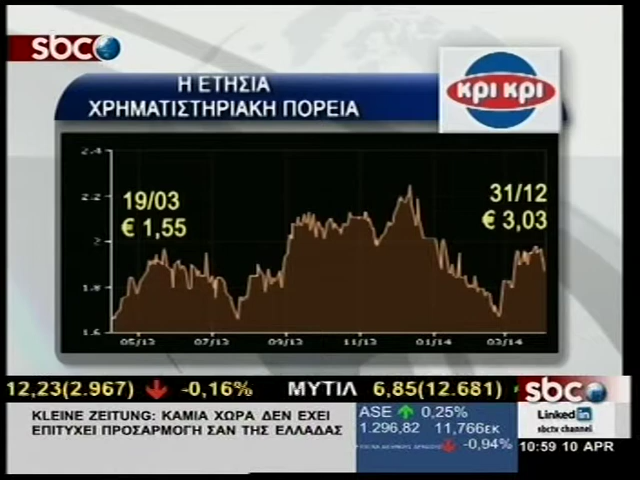 sbc
Η ΕΤΗΣΙΑ
ΧΡΗΜΑΤΙΣΤΗΡΙΑΚΗ ΠΟΡΕΙΑ
ΚΡΙ ΚΡΙ
2.4
2.2
2
1.8
1.6
19/03
€ 1,55
31/12
€ 3,03
05/13
07/13
09/13
11/13
01/14
03/14
12,23(2.967) -0,16% ΜΥΤΙΛ 6,85(12.681)
sbc
KLEINE ZEITUNG: ΚΑΜΙΑ ΧΩΡΑ ΔΕΝ ΕΧΕΙ
ΕΠΙΤΥΧΕΙ ΠΡΟΣΑΡΜΟΓΗ ΣΑΝ ΤΗΣ ΕΛΛΑΔΑΣ
ASE 0,25%
1.296,82 11,766εκ
-0,94%
Linked in
sbctv channel
10:59 10 APR